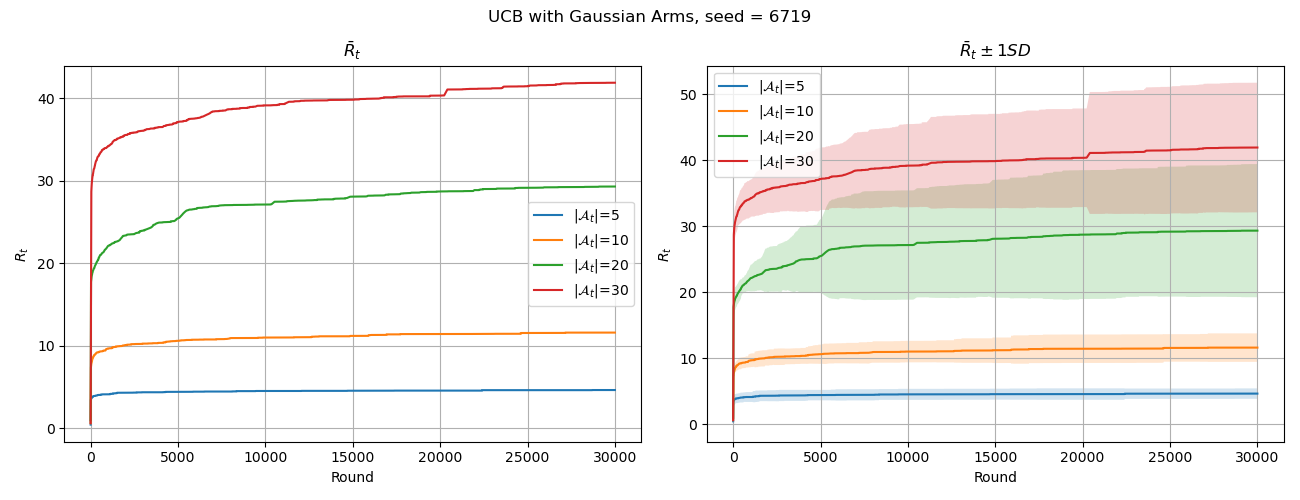 UCB with Gaussian Arms, seed = 6719
R̄ₜ
40
30
20
10
0
Rₜ
0 5000 10000 15000 20000 25000 30000
Round
|𝒜ₜ|=5
|𝒜ₜ|=10
|𝒜ₜ|=20
|𝒜ₜ|=30
R̄ₜ ± 1SD
50
40
30
20
10
0
Rₜ
0 5000 10000 15000 20000 25000 30000
Round
|𝒜ₜ|=5
|𝒜ₜ|=10
|𝒜ₜ|=20
|𝒜ₜ|=30